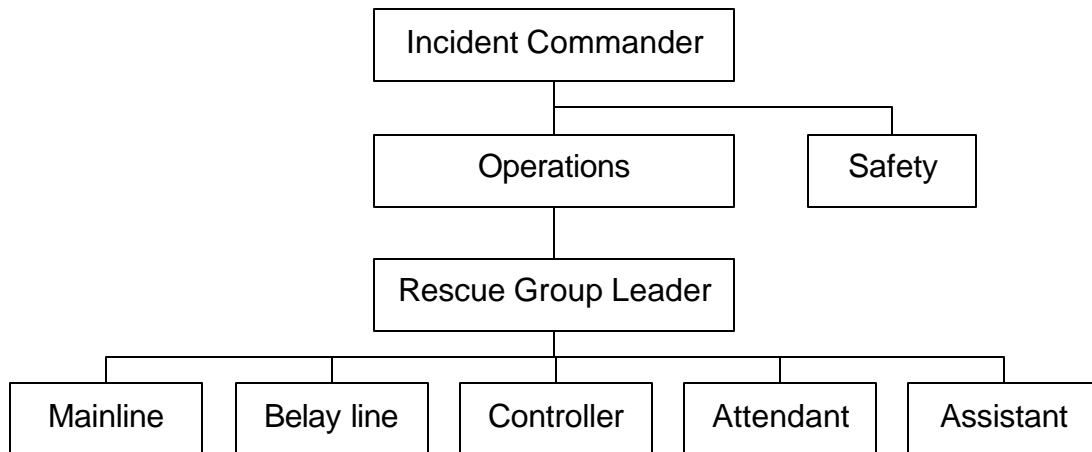 Incident Commander
Operations
Safety
Rescue Group Leader
Mainline
Belay line
Controller
Attendant
Assistant